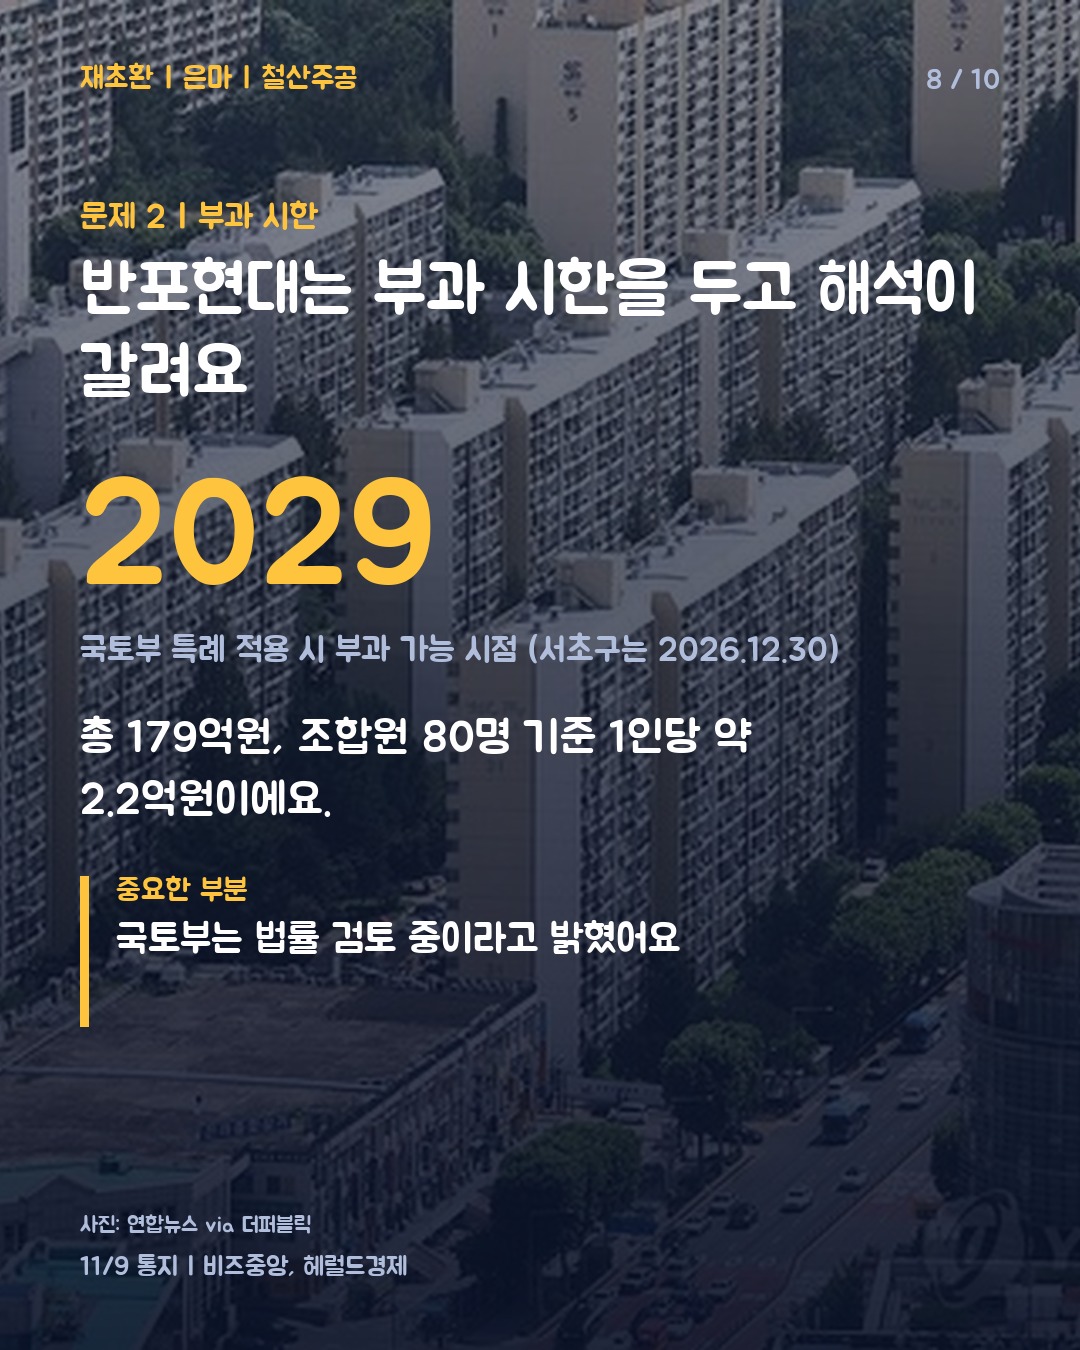 재초환 | 은마 | 철산주공
8 / 10
문제 2 | 부과 시한
반포현대는 부과 시한을 두고 해석이
갈려요
2029
국토부 특례 적용 시 부과 가능 시점 (서초구는 2026.12.30)
총 179억원, 조합원 80명 기준 1인당 약
2.2억원이에요.
중요한 부분
국토부는 법률 검토 중이라고 밝혔어요
사진: 연합뉴스 via 더퍼블릭
11/9 통지 | 비즈중앙, 헤럴드경제